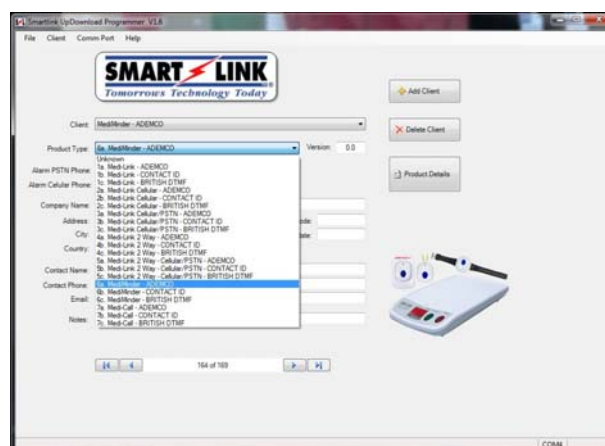 Smartlink UpDownload Programmer V1.8
File Client Comm Port Help
SMART LINK
Tomorrows Technology Today
Add Client
Client: MediMinder - ADEMCO
Delete Client
Product Type: 6a. MediMinder - ADEMCO Version: 0.0
Unknown
1a. Medi-Link - ADEMCO
1b. Medi-Link - CONTACT ID
1c. Medi-Link - BRITISH DTMF
2a. Medi-Link Cellular - ADEMCO
2b. Medi-Link Cellular - CONTACT ID
2c. Medi-Link Cellular - BRITISH DTMF
3a. Medi-Link Cellular/PSTN - ADEMCO
3b. Medi-Link Cellular/PSTN - CONTACT ID
3c. Medi-Link Cellular/PSTN - BRITISH DTMF
4a. Medi-Link 2 Way - ADEMCO
4b. Medi-Link 2 Way - CONTACT ID
4c. Medi-Link 2 Way - BRITISH DTMF
5a. Medi-Link 2 Way - Cellular/PSTN - ADEMCO
5b. Medi-Link 2 Way - Cellular/PSTN - CONTACT ID
5c. Medi-Link 2 Way - Cellular/PSTN - BRITISH DTMF
6a. MediMinder - ADEMCO
6b. MediMinder - CONTACT ID
6c. MediMinder - BRITISH DTMF
7a. Medi-Call - ADEMCO
7b. Medi-Call - CONTACT ID
7c. Medi-Call - BRITISH DTMF
Product Details
Alarm PSTN Phone:
Alarm Cellular Phone:
Company Name:
Address: ode:
City: ate:
Country:
Contact Name:
Contact Phone:
Email:
Notes:
164 of 169
COM4